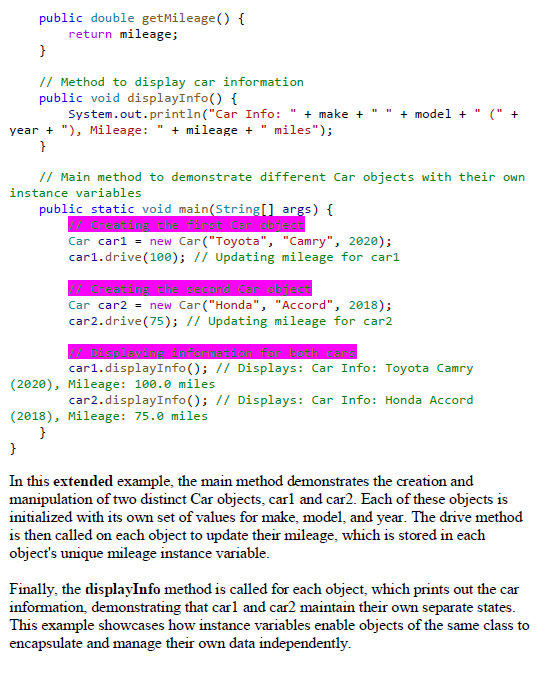 public double getMileage() {
return mileage;
}
// Method to display car information
public void displayInfo() {
System.out.println("Car Info: " + make + " " + model + " (" +
year + "), Mileage: " + mileage + " miles");
}
// Main method to demonstrate different Car objects with their own
instance variables
public static void main(String[] args) {
// Creating the first Car object
Car car1 = new Car("Toyota", "Camry", 2020);
car1.drive(100); // Updating mileage for car1
// Creating the second Car object
Car car2 = new Car("Honda", "Accord", 2018);
car2.drive(75); // Updating mileage for car2
// Displaying information for both cars
car1.displayInfo(); // Displays: Car Info: Toyota Camry
(2020), Mileage: 100.0 miles
car2.displayInfo(); // Displays: Car Info: Honda Accord
(2018), Mileage: 75.0 miles
}
}
In this extended example, the main method demonstrates the creation and
manipulation of two distinct Car objects, car1 and car2. Each of these objects is
initialized with its own set of values for make, model, and year. The drive method
is then called on each object to update their mileage, which is stored in each
object's unique mileage instance variable.
Finally, the displayInfo method is called for each object, which prints out the car
information, demonstrating that car1 and car2 maintain their own separate states.
This example showcases how instance variables enable objects of the same class to
encapsulate and manage their own data independently.